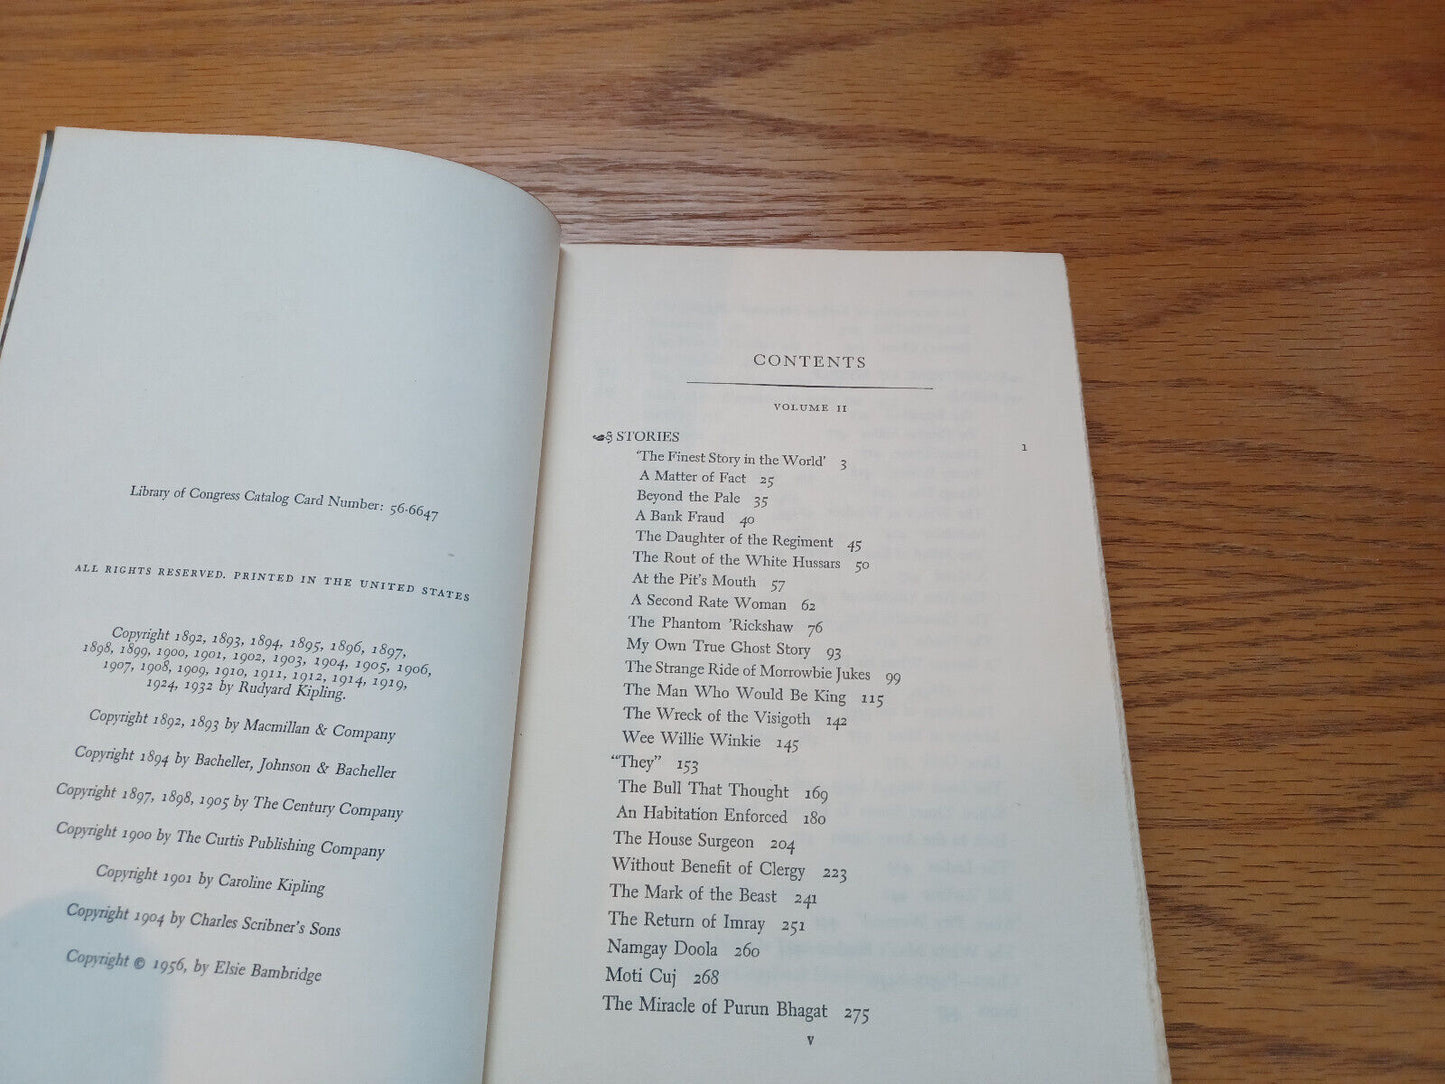 Library of Congress Catalog Card Number: 56-6647
ALL RIGHTS RESERVED. PRINTED IN THE UNITED STATES
Copyright 1892, 1893, 1894, 1895, 1896, 1897,
1898, 1899, 1900, 1901, 1902, 1903, 1904, 1905, 1906,
1907, 1908, 1909, 1910, 1911, 1912, 1914, 1919,
1924, 1932 by Rudyard Kipling.
Copyright 1892, 1893 by Macmillan & Company
Copyright 1894 by Bacheller, Johnson & Bacheller
Copyright 1897, 1898, 1905 by The Century Company
Copyright 1900 by The Curtis Publishing Company
Copyright 1901 by Caroline Kipling
Copyright 1904 by Charles Scribner's Sons
Copyright © 1956, by Elsie Bambridge
CONTENTS
VOLUME II
STORIES 1
'The Finest Story in the World' 3
A Matter of Fact 25
Beyond the Pale 35
A Bank Fraud 40
The Daughter of the Regiment 45
The Rout of the White Hussars 50
At the Pit's Mouth 57
A Second Rate Woman 62
The Phantom 'Rickshaw 76
My Own True Ghost Story 93
The Strange Ride of Morrowbie Jukes 99
The Man Who Would Be King 115
The Wreck of the Visigoth 142
Wee Willie Winkie 145
"They" 153
The Bull That Thought 169
An Habitation Enforced 180
The House Surgeon 204
Without Benefit of Clergy 223
The Mark of the Beast 241
The Return of Imray 251
Namgay Doola 260
Moti Cuj 268
The Miracle of Purun Bhagat 275
v